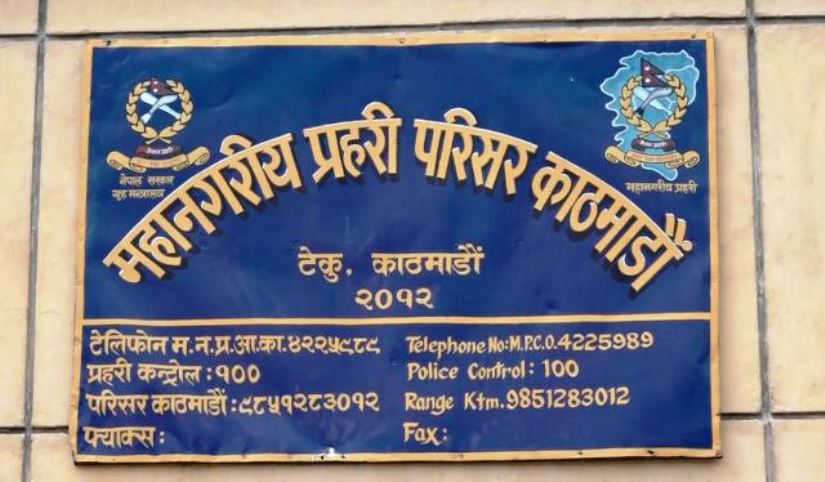 महानगरीय प्रहरी परिसर काठमाडौं
नेपाल सरकार
गृह मन्त्रालय
महानगरीय प्रहरी
टेकु, काठमाडौं
२०१२
टेलिफोन म.न.प्र.आ.का.४२२५९८९ Telephone No:M.P.C.O.4225989
प्रहरी कन्ट्रोल : १०० Police Control : 100
परिसर काठमाडौं : ९८५१२८३०१२ Range Ktm. 9851283012
फ्याक्स : Fax :